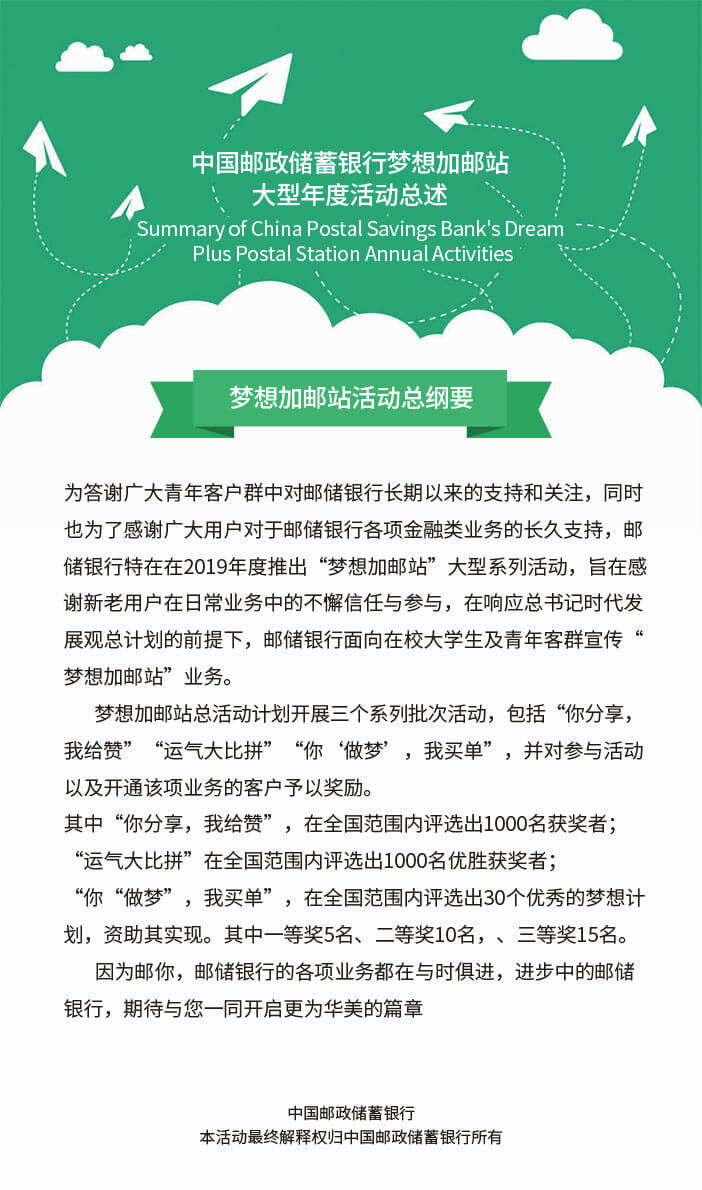 中国邮政储蓄银行梦想加邮站
大型年度活动总述
Summary of China Postal Savings Bank's Dream
Plus Postal Station Annual Activities
梦想加邮站活动总纲要
为答谢广大青年客户群中对邮储银行长期以来的支持和关注，同时
也为了感谢广大用户对于邮储银行各项金融类业务的长久支持，邮
储银行特在在2019年度推出“梦想加邮站”大型系列活动，旨在感
谢新老用户在日常业务中的不懈信任与参与，在响应总书记时代发
展观总计划的前提下，邮储银行面向在校大学生及青年客群宣传“
梦想加邮站”业务。
梦想加邮站总活动计划开展三个系列批次活动，包括“你分享，
我给赞”“运气大比拼”“你‘做梦’，我买单”，并对参与活动
以及开通该项业务的客户予以奖励。
其中“你分享，我给赞”，在全国范围内评选出1000名获奖者；
“运气大比拼”在全国范围内评选出1000名优胜获奖者；
“你“做梦”，我买单”，在全国范围内评选出30个优秀的梦想计
划，资助其实现。其中一等奖5名、二等奖10名，、三等奖15名。
因为邮你，邮储银行的各项业务都在与时俱进，进步中的邮储
银行，期待与您一同开启更为华美的篇章
中国邮政储蓄银行
本活动最终解释权归中国邮政储蓄银行所有